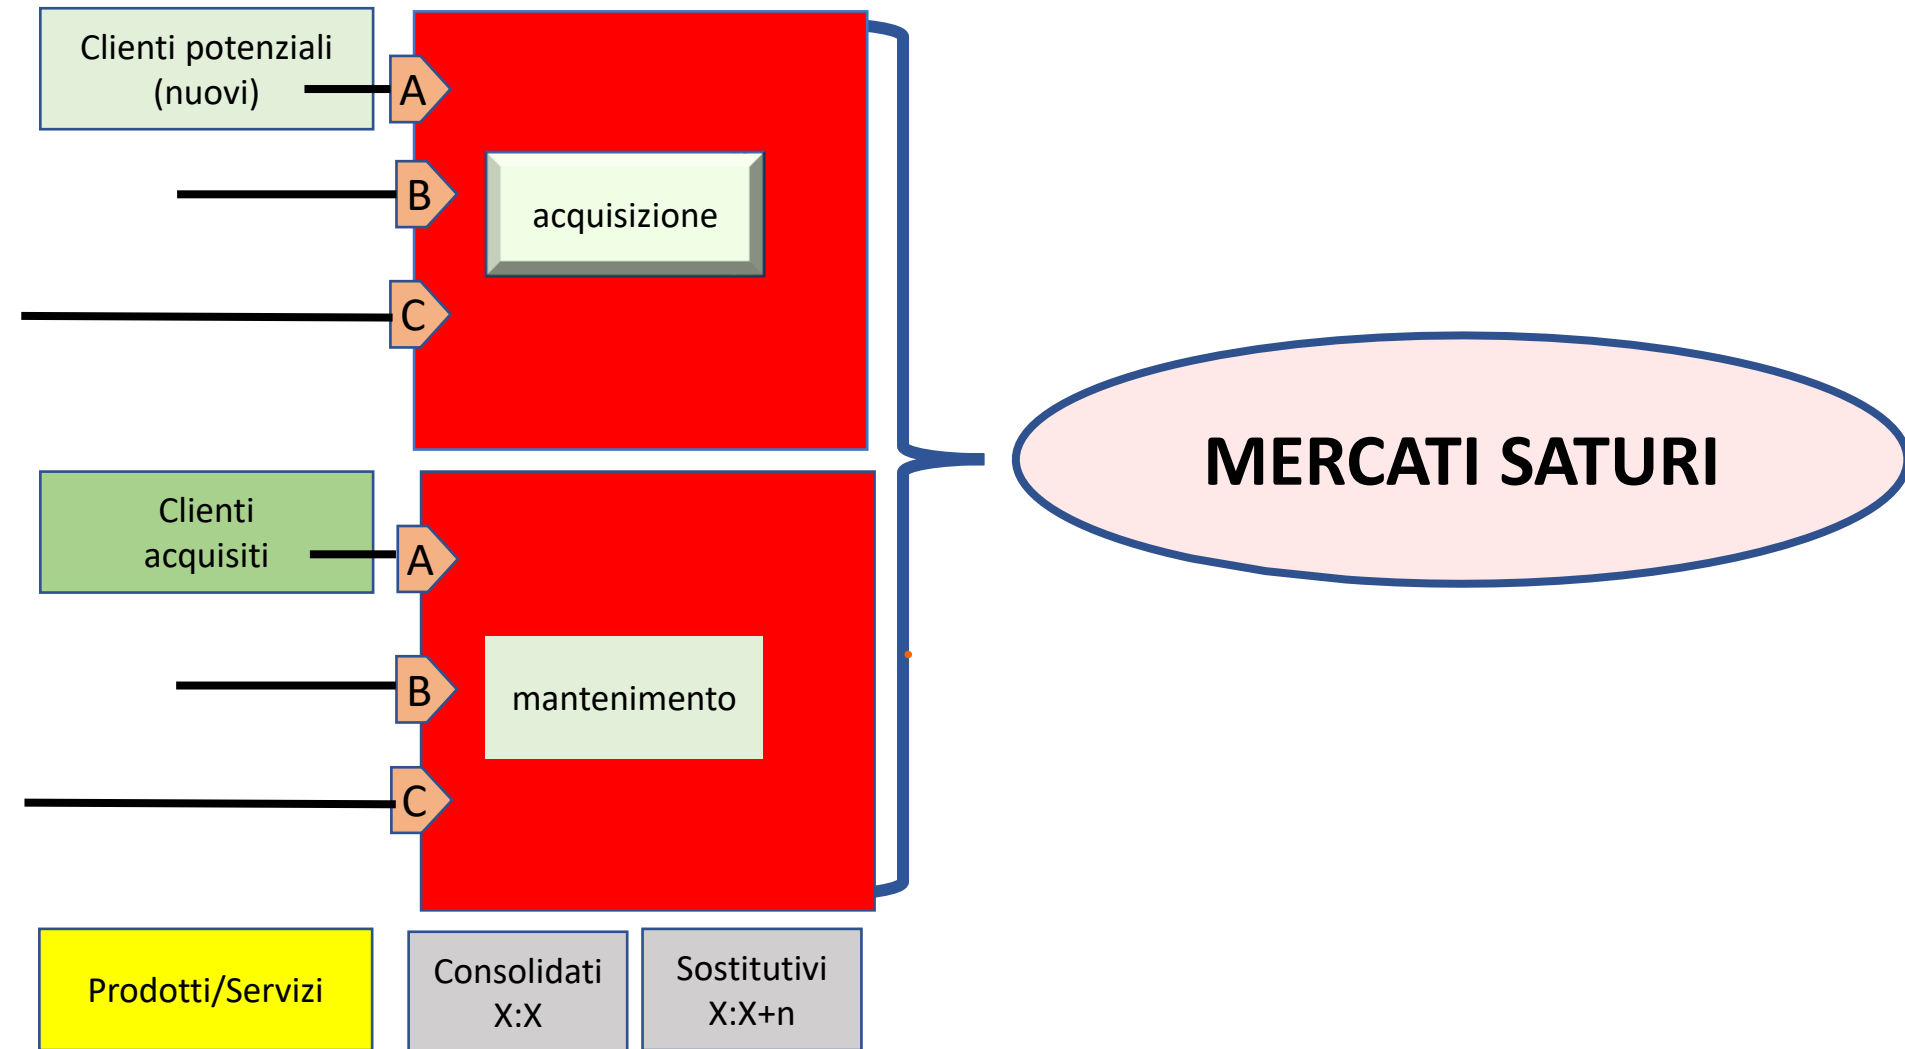 Clienti potenziali
(nuovi)
A
B
acquisizione
C
MERCATI SATURI
Clienti
acquisiti
A
B
mantenimento
C
Prodotti/Servizi
Consolidati
X:X
Sostitutivi
X:X+n